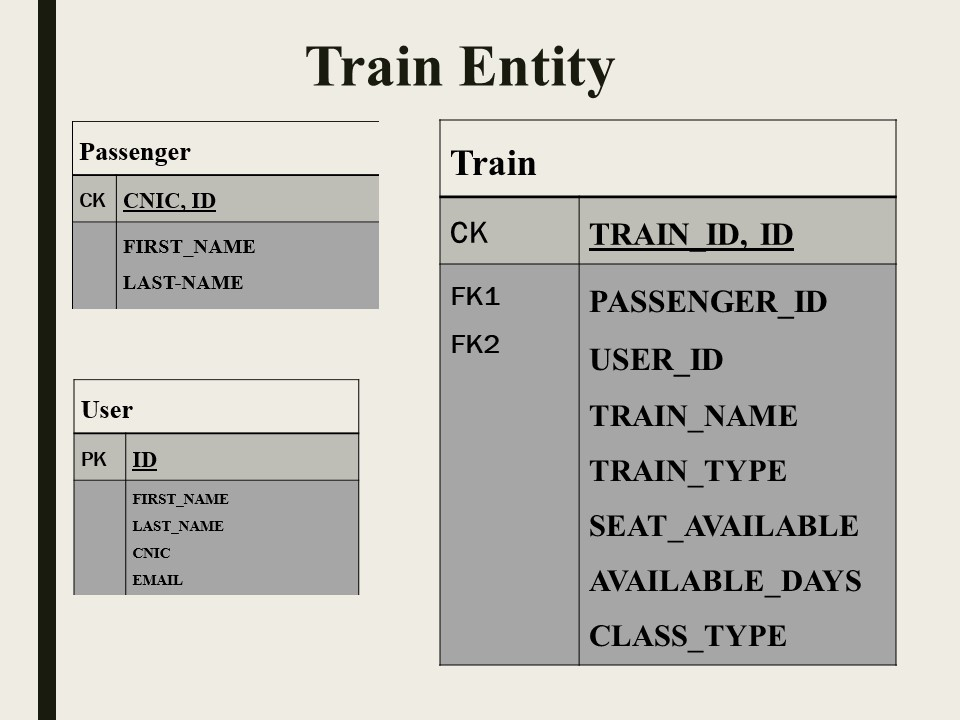 Train Entity
Passenger
CK CNIC, ID
FIRST_NAME
LAST-NAME
User
PK ID
FIRST_NAME
LAST_NAME
CNIC
EMAIL
Train
CK TRAIN_ID, ID
FK1 PASSENGER_ID
FK2 USER_ID
TRAIN_NAME
TRAIN_TYPE
SEAT_AVAILABLE
AVAILABLE_DAYS
CLASS_TYPE